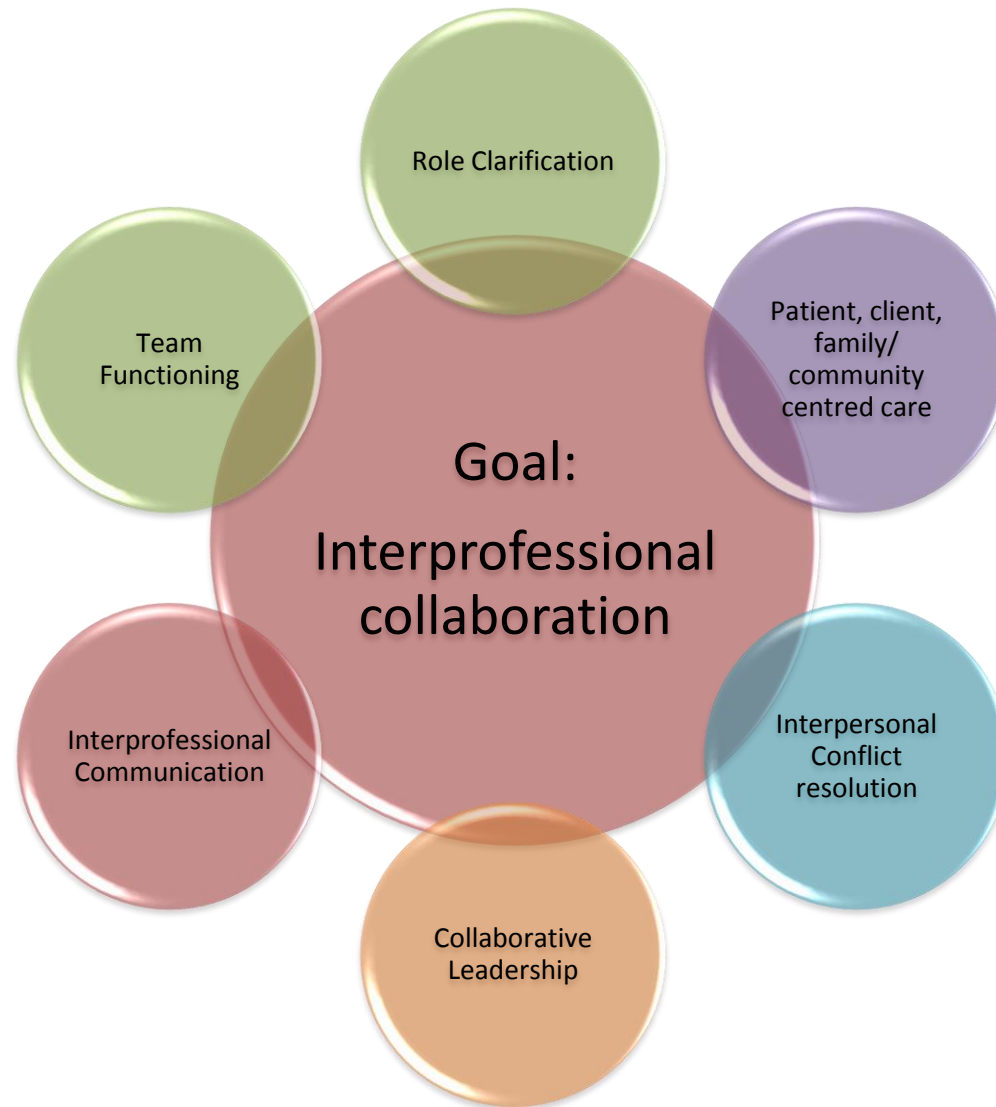 Role Clarification
Patient, client,
family/
community
centred care
Interpersonal
Conflict
resolution
Collaborative
Leadership
Interprofessional
Communication
Team
Functioning
Goal:
Interprofessional
collaboration